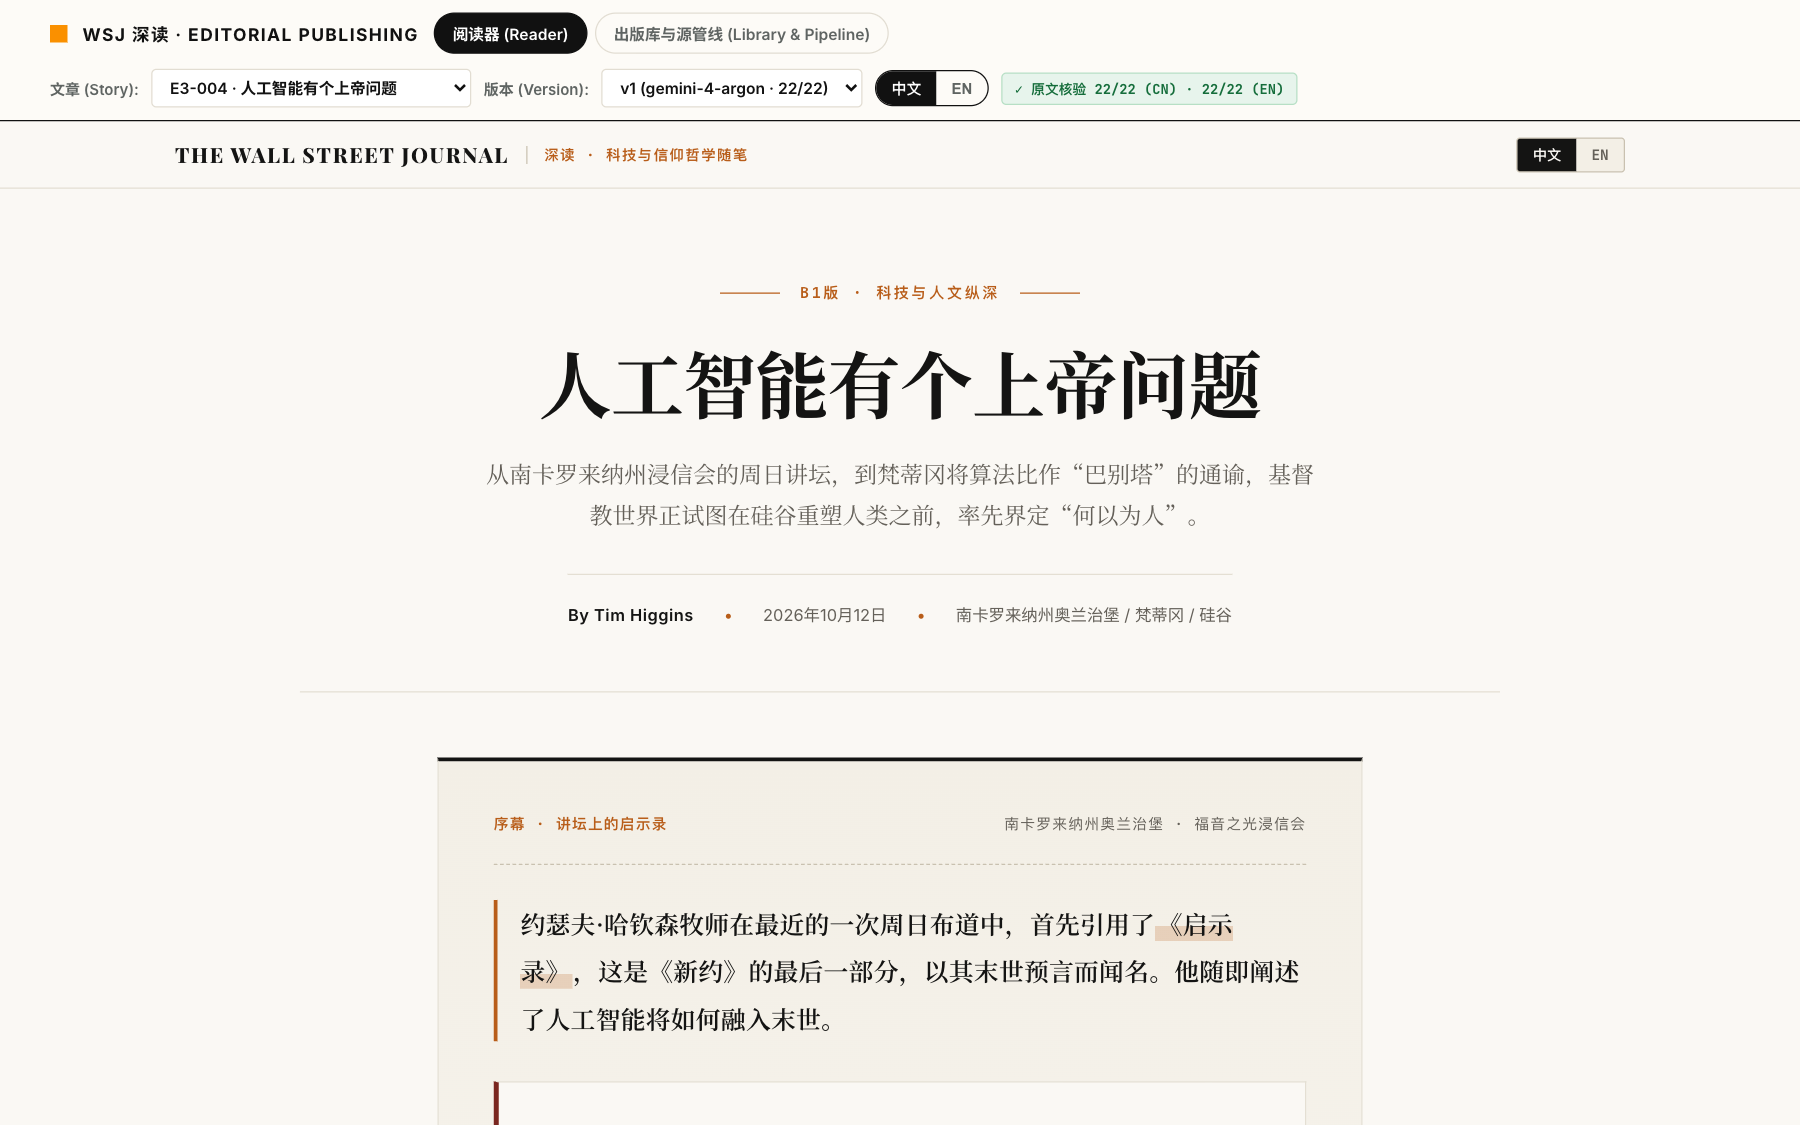 WSJ 深读 · EDITORIAL PUBLISHING 阅读器 (Reader) 出版库与源管线 (Library & Pipeline)
文章 (Story): E3-004 · 人工智能有个上帝问题 版本 (Version): v1 (gemini-4-argon · 22/22) 中文 EN ✓ 原文核验 22/22 (CN) · 22/22 (EN)
THE WALL STREET JOURNAL 深读 · 科技与信仰哲学随笔 中文 EN
B1版 · 科技与人文纵深
人工智能有个上帝问题
从南卡罗来纳州浸信会的周日讲坛，到梵蒂冈将算法比作“巴别塔”的通谕，基督
教世界正试图在硅谷重塑人类之前，率先界定“何以为人”。
By Tim Higgins • 2026年10月12日 • 南卡罗来纳州奥兰治堡 / 梵蒂冈 / 硅谷
序幕 · 讲坛上的启示录 南卡罗来纳州奥兰治堡 · 福音之光浸信会
约瑟夫·哈钦森牧师在最近的一次周日布道中，首先引用了《启示
录》，这是《新约》的最后一部分，以其末世预言而闻名。他随即阐述
了人工智能将如何融入末世。